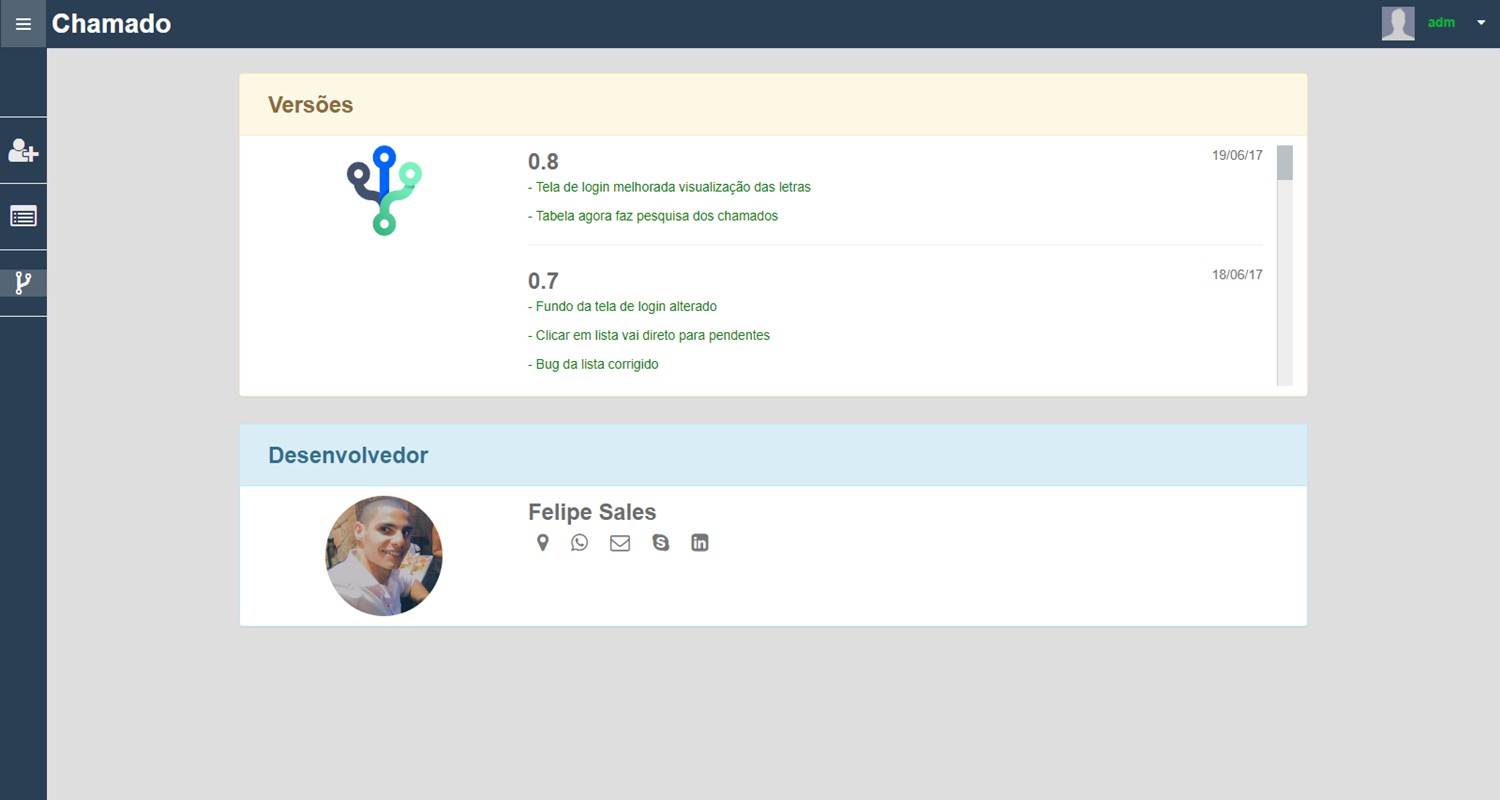 Chamado
adm
Versões
0.8
19/06/17
- Tela de login melhorada visualização das letras
- Tabela agora faz pesquisa dos chamados
0.7
18/06/17
- Fundo da tela de login alterado
- Clicar em lista vai direto para pendentes
- Bug da lista corrigido
Desenvolvedor
Felipe Sales